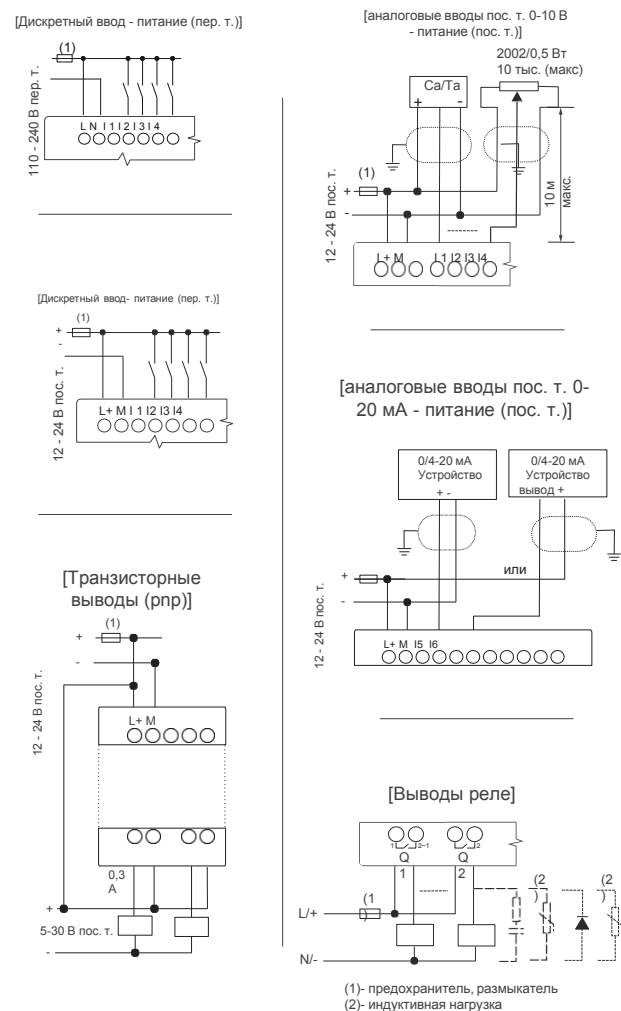 [Дискретный ввод - питание (пер. т.)]
(1)
110 - 240 В пер. т.
L N I 1 I 2 I 3 I 4
[Дискретный ввод- питание (пер. т.)]
(1)
+
-
12 - 24 В пос. т.
L+ M I 1 I2 I3 I4
[Транзисторные
выводы (pnp)]
(1)
+
-
12 - 24 В пос. т.
L+ M
0,3
А
+
5-30 В пос. т.
-
[аналоговые вводы пос. т. 0-10 В
- питание (пос. т.)]
2002/0,5 Вт
10 тыс. (макс)
Ca/Ta
+ -
(1)
+
-
10 м
макс.
12 - 24 В пос. т.
L+ M I 1 I2 I3 I4
[аналоговые вводы пос. т. 0-
20 мА - питание (пос. т.)]
0/4-20 мА
Устройство
+ -
0/4-20 мА
Устройство
вывод +
+
или
-
12 - 24 В пос. т.
L+ M I5 I6
[Выводы реле]
1 2~1 2
Q Q
1 2
(1
)
(2
)
(2
)
L/+
N/-
(1)- предохранитель, размыкатель
(2)- индуктивная нагрузка